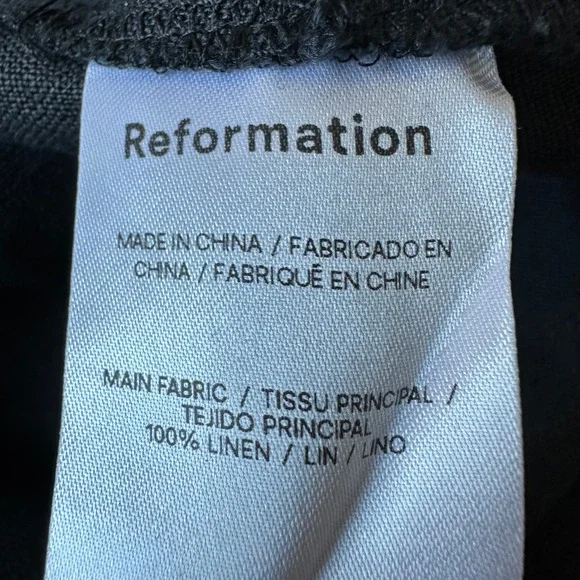 Reformation
MADE IN CHINA / FABRICADO EN
CHINA / FABRIQUÉ EN CHINE
MAIN FABRIC / TISSU PRINCIPAL /
TEJIDO PRINCIPAL
100% LINEN / LIN / LINO